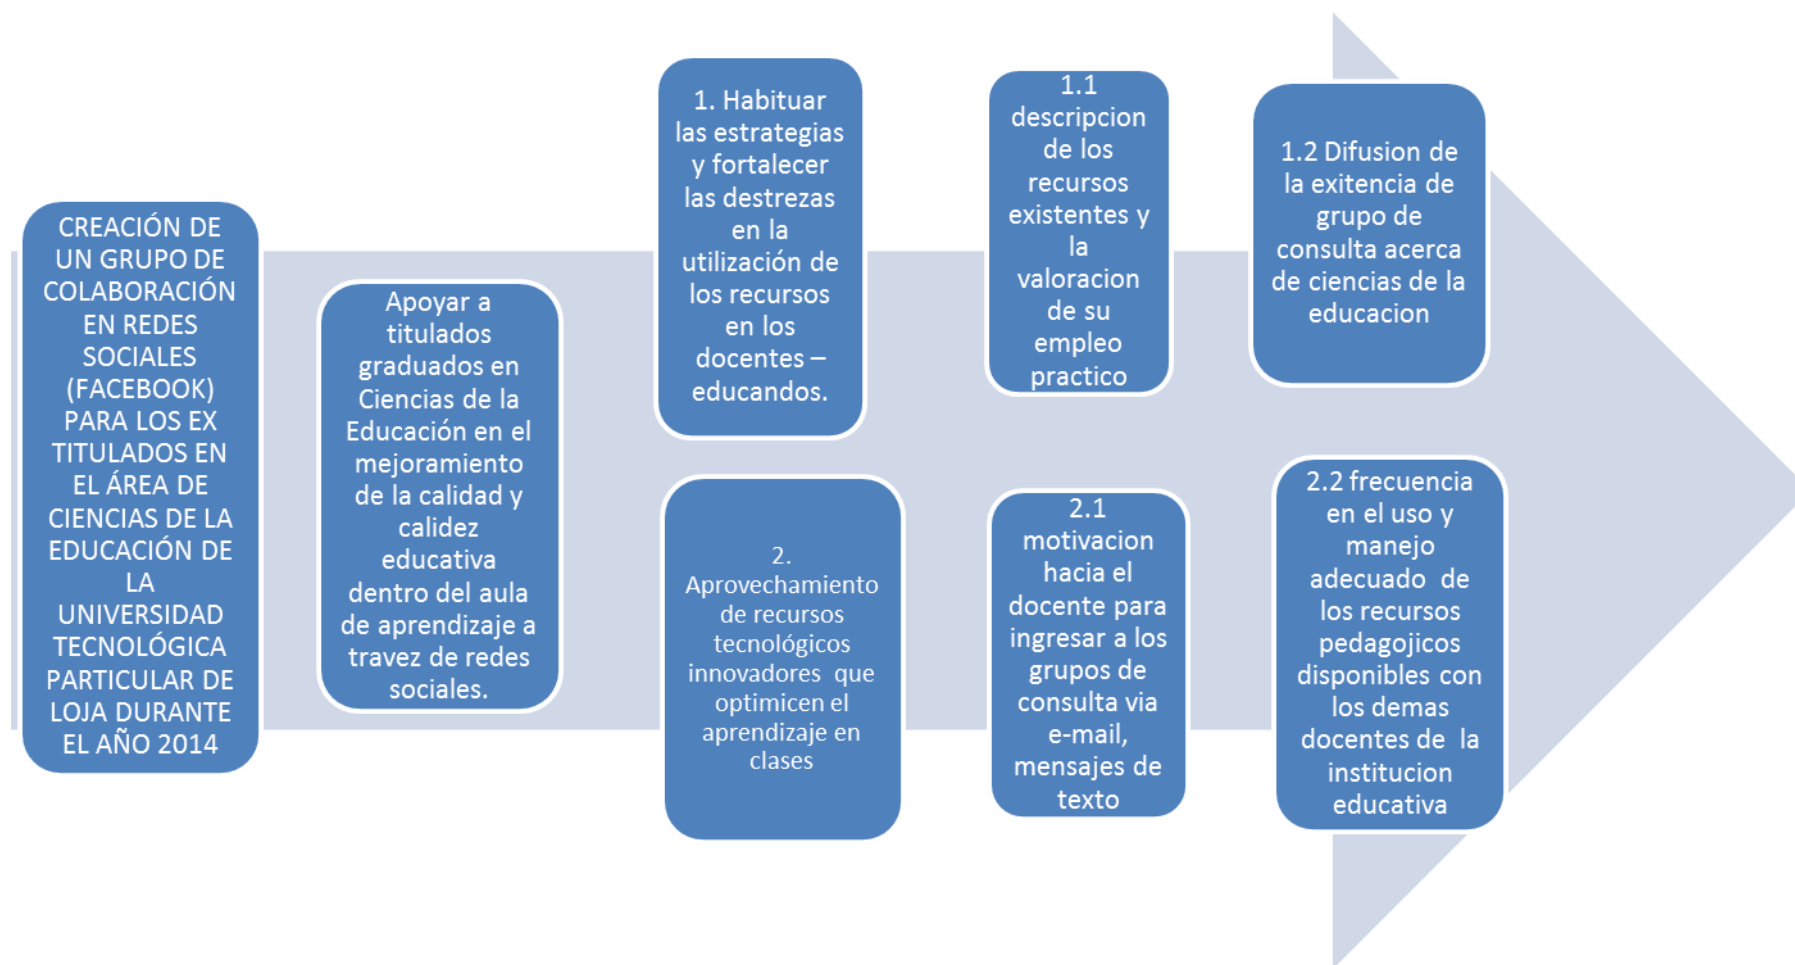 CREACIÓN DE
UN GRUPO DE
COLABORACIÓN
EN REDES
SOCIALES
(FACEBOOK)
PARA LOS EX
TITULADOS EN
EL ÁREA DE
CIENCIAS DE LA
EDUCACIÓN DE
LA
UNIVERSIDAD
TECNOLÓGICA
PARTICULAR DE
LOJA DURANTE
EL AÑO 2014
Apoyar a
titulados
graduados en
Ciencias de la
Educación en el
mejoramiento
de la calidad y
calidez
educativa
dentro del aula
de aprendizaje a
travez de redes
sociales.
1. Habituar
las estrategias
y fortalecer
las destrezas
en la
utilización de
los recursos
en los
docentes –
educandos.
1.1
descripcion
de los
recursos
existentes y
la
valoracion
de su
empleo
practico
1.2 Difusion de
la exitencia de
grupo de
consulta acerca
de ciencias de la
educacion
2.
Aprovechamiento
de recursos
tecnológicos
innovadores que
optimicen el
aprendizaje en
clases
2.1
motivacion
hacia el
docente para
ingresar a los
grupos de
consulta via
e-mail,
mensajes de
texto
2.2 frecuencia
en el uso y
manejo
adecuado de
los recursos
pedagojicos
disponibles con
los demas
docentes de la
institucion
educativa